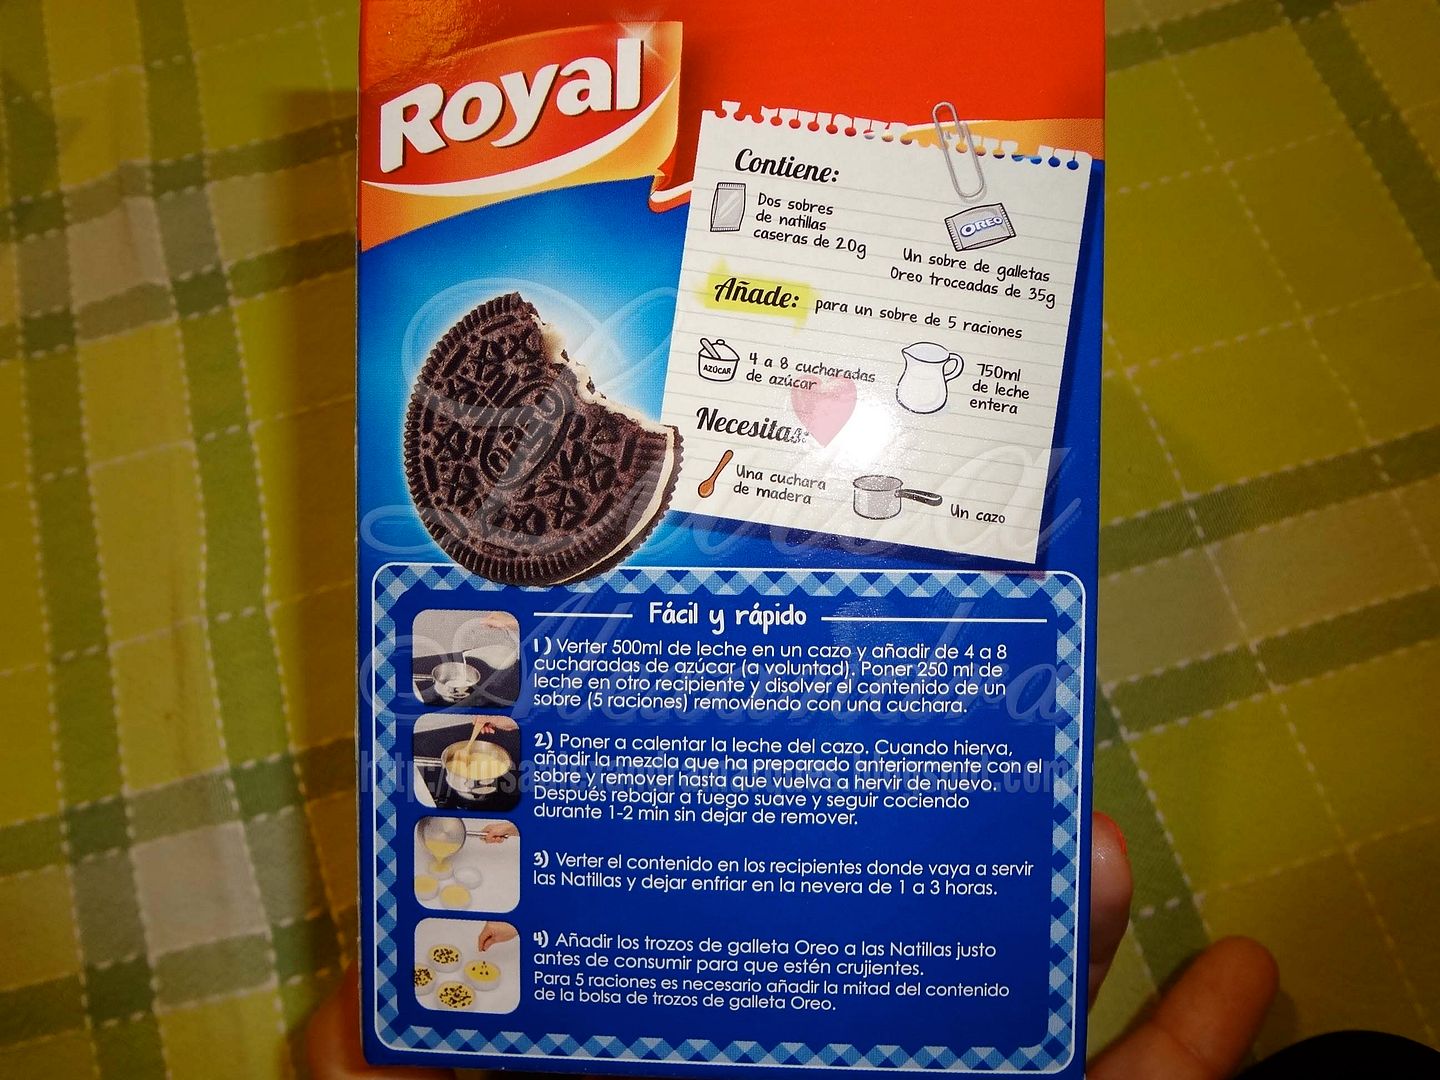 Royal
Contiene:
Dos sobres
de natillas
caseras de 20g
OREO
Un sobre de galletas
Oreo troceadas de 35g
Añade: para un sobre de 5 raciones
AZÚCAR
4 a 8 cucharadas
de azúcar
750ml
de leche
entera
Necesitas:
Una cuchara
de madera
Un cazo
Fácil y rápido
1) Verter 500ml de leche en un cazo y añadir de 4 a 8
cucharadas de azúcar (a voluntad). Poner 250 ml de
leche en otro recipiente y disolver el contenido de un
sobre (5 raciones) removiendo con una cuchara.
2) Poner a calentar la leche del cazo. Cuando hierva,
añadir la mezcla que ha preparado anteriormente con el
sobre y remover hasta que vuelva a hervir de nuevo.
Después rebajar a fuego suave y seguir cociendo
durante 1-2 min sin dejar de remover.
3) Verter el contenido en los recipientes donde vaya a servir
las Natillas y dejar enfriar en la nevera de 1 a 3 horas.
4) Añadir los trozos de galleta Oreo a las Natillas justo
antes de consumir para que estén crujientes.
Para 5 raciones es necesario añadir la mitad del contenido
de la bolsa de trozos de galleta Oreo.